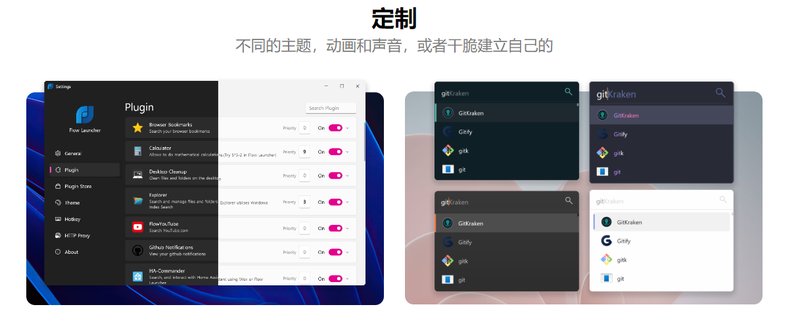 定制
不同的主题，动画和声音，或者干脆建立自己的
Settings
Flow Launcher
General
Plugin
Plugin Store
Theme
Hotkey
HTTP Proxy
About
Plugin
Search Plugin
Browser Bookmarks
Search your browser bookmarks
Priority 0 On
Calculator
Allows to do mathematical calculations.(Try 5*3-2 in Flow Launcher)
Priority 9 On
Desktop Cleanup
Clean files and folders on the desktop
Priority 0 On
Explorer
Search and manage files and folders. Explorer utilises Windows Index Search
Priority On
FlowYouTube
Search YouTube.com
Priority 0 On
Github Notifications
View your github notifications
Priority 0 On
HA-Commander
Search, and interact with Home Assistant using Wox or Flow Launcher
Priority 0 On
gitKraken
GitKraken
Gitify
gitk
git
gitKraken
GitKraken
Gitify
gitk
git
gitKraken
GitKraken
Gitify
gitk
git
gitKraken
GitKraken
Gitify
gitk
git